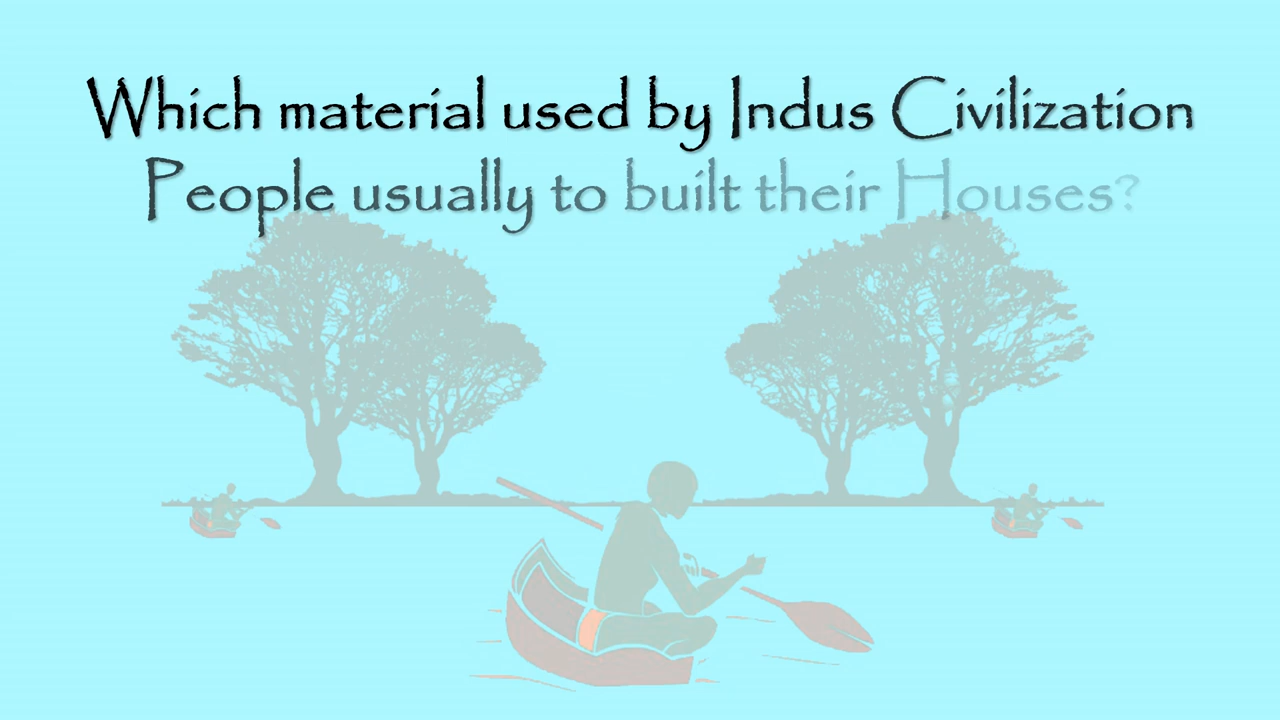 Which material used by Indus Civilization
People usually to built their Houses?